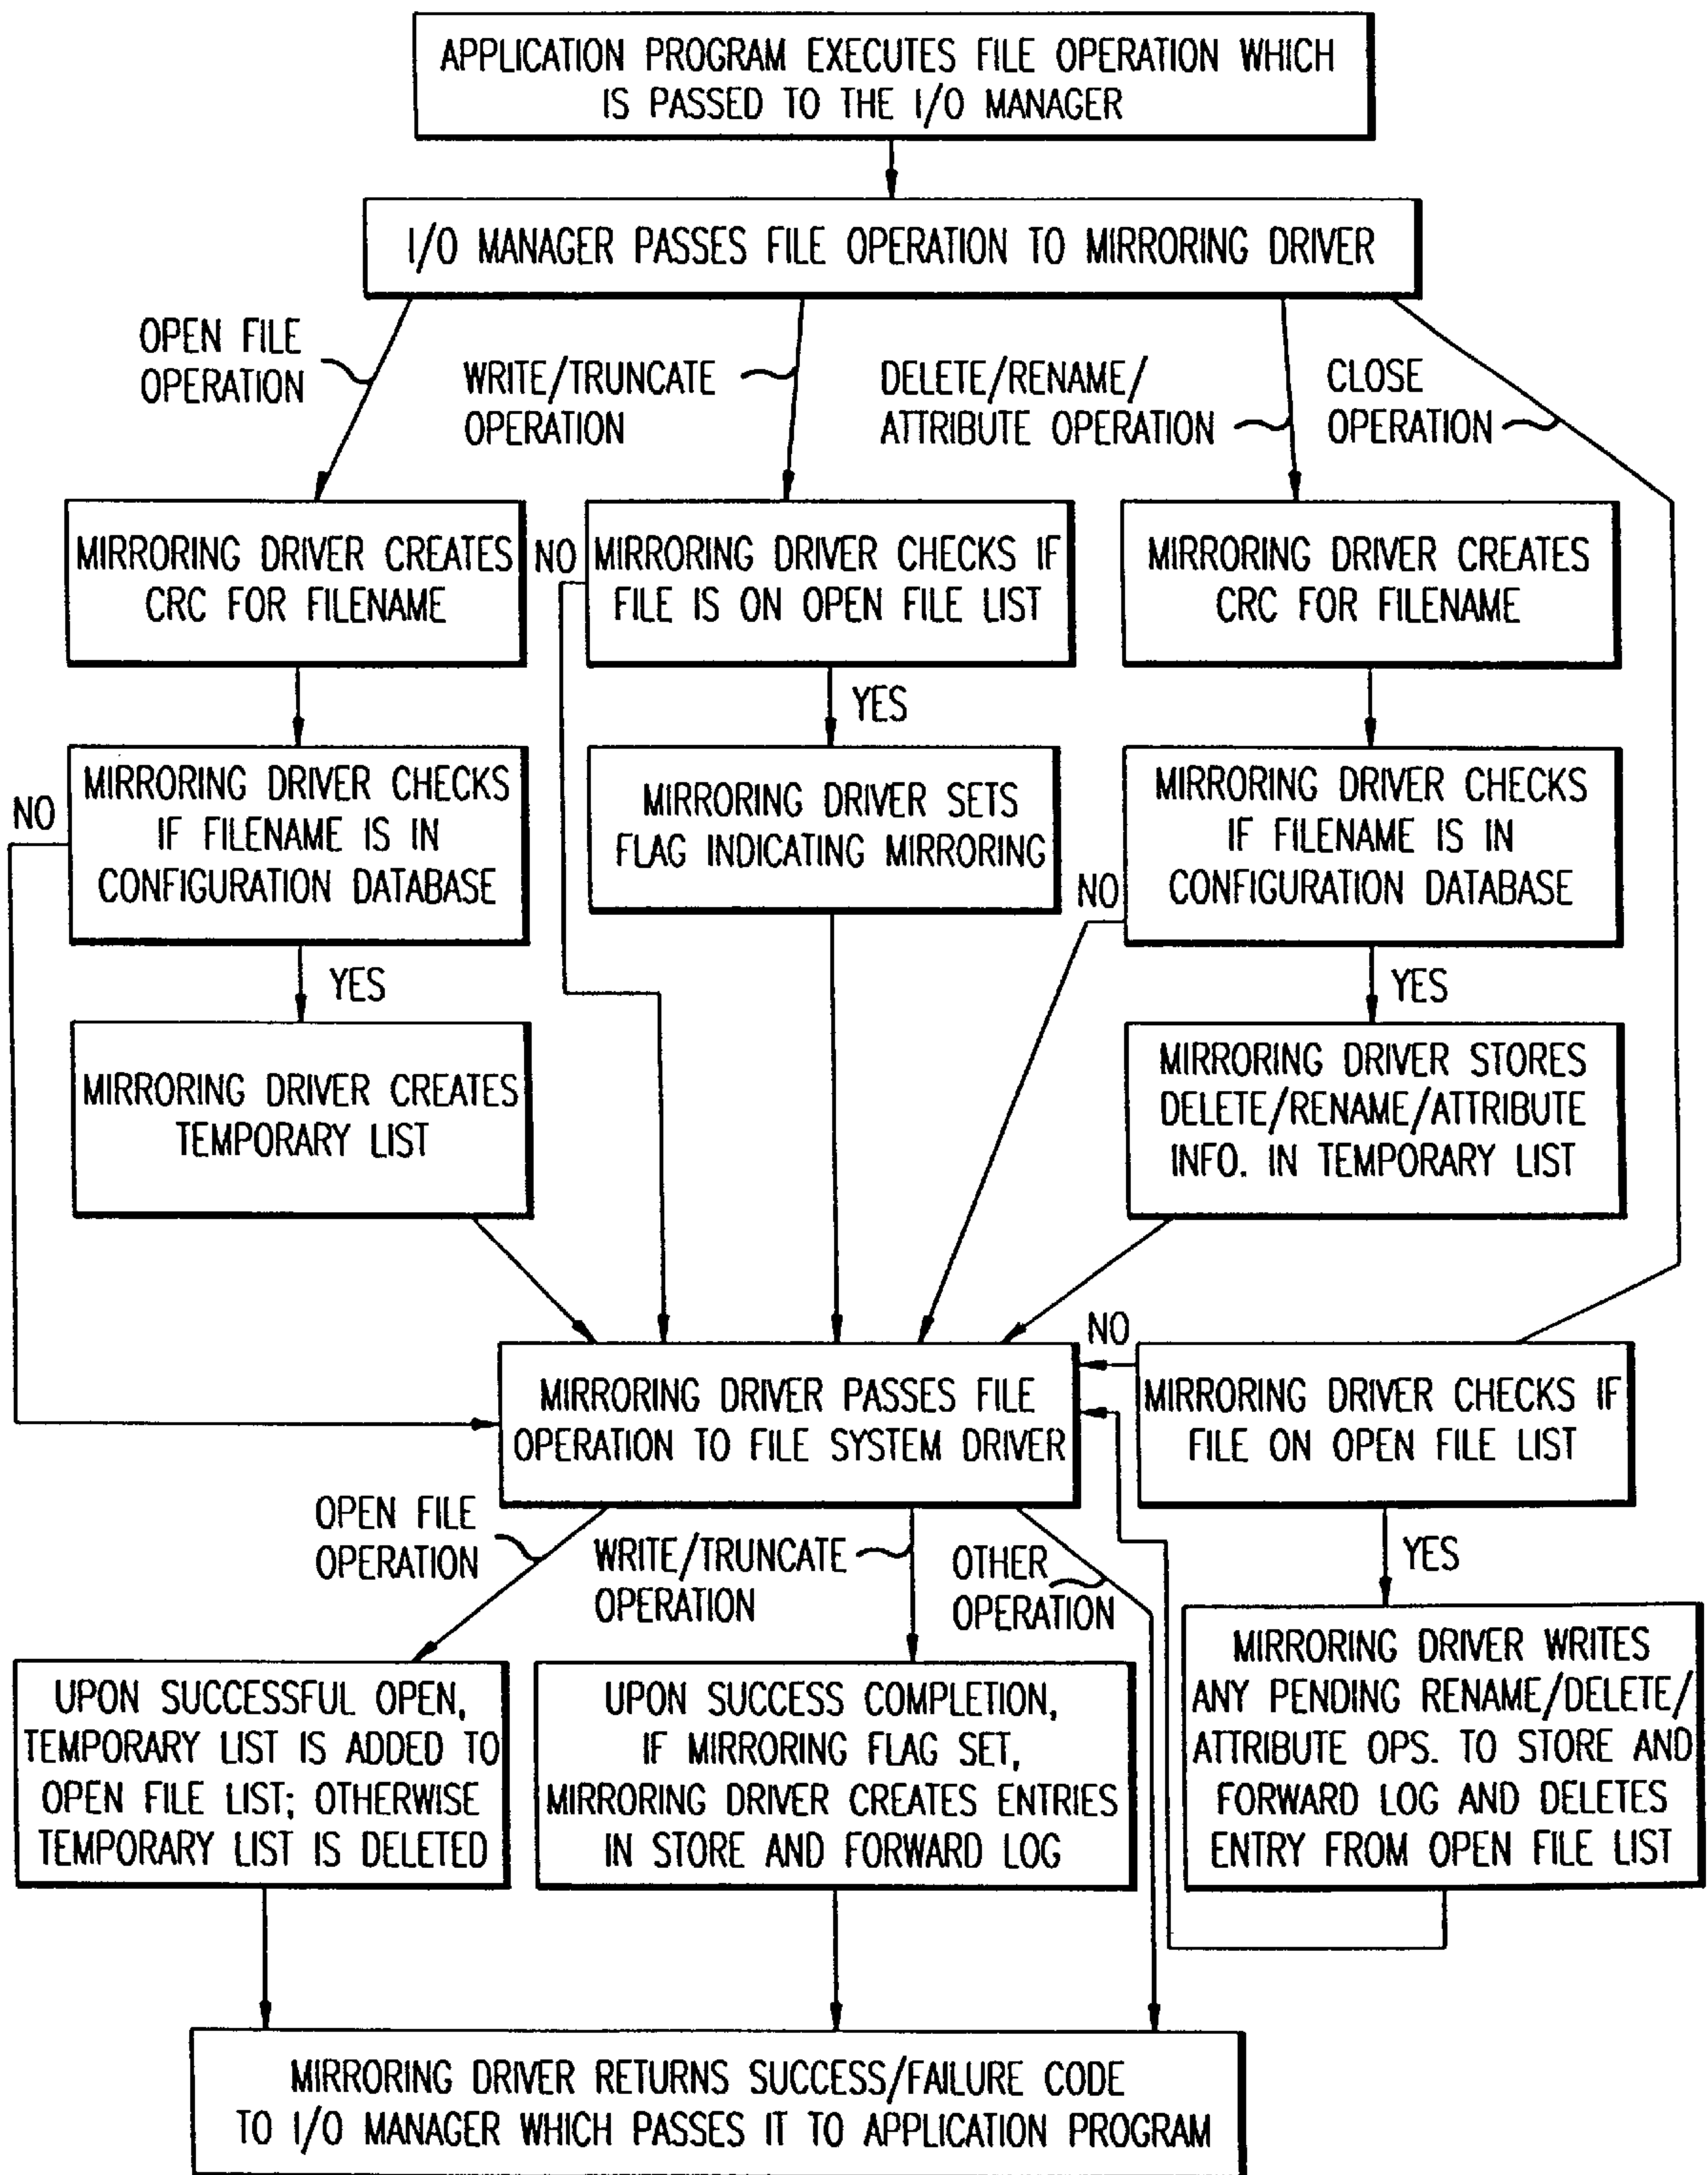 APPLICATION PROGRAM EXECUTES FILE OPERATION WHICH
IS PASSED TO THE I/O MANAGER
I/O MANAGER PASSES FILE OPERATION TO MIRRORING DRIVER
OPEN FILE
OPERATION
WRITE/TRUNCATE
OPERATION
DELETE/RENAME/
ATTRIBUTE OPERATION
CLOSE
OPERATION
MIRRORING DRIVER CREATES
CRC FOR FILENAME
NO
MIRRORING DRIVER CHECKS IF
FILE IS ON OPEN FILE LIST
MIRRORING DRIVER CREATES
CRC FOR FILENAME
YES
NO
MIRRORING DRIVER CHECKS
IF FILENAME IS IN
CONFIGURATION DATABASE
MIRRORING DRIVER SETS
FLAG INDICATING MIRRORING
NO
MIRRORING DRIVER CHECKS
IF FILENAME IS IN
CONFIGURATION DATABASE
YES
YES
MIRRORING DRIVER CREATES
TEMPORARY LIST
MIRRORING DRIVER STORES
DELETE/RENAME/ATTRIBUTE
INFO. IN TEMPORARY LIST
MIRRORING DRIVER PASSES FILE
OPERATION TO FILE SYSTEM DRIVER
NO
MIRRORING DRIVER CHECKS IF
FILE ON OPEN FILE LIST
OPEN FILE
OPERATION
WRITE/TRUNCATE
OPERATION
OTHER
OPERATION
YES
UPON SUCCESSFUL OPEN,
TEMPORARY LIST IS ADDED TO
OPEN FILE LIST; OTHERWISE
TEMPORARY LIST IS DELETED
UPON SUCCESS COMPLETION,
IF MIRRORING FLAG SET,
MIRRORING DRIVER CREATES ENTRIES
IN STORE AND FORWARD LOG
MIRRORING DRIVER WRITES
ANY PENDING RENAME/DELETE/
ATTRIBUTE OPS. TO STORE AND
FORWARD LOG AND DELETES
ENTRY FROM OPEN FILE LIST
MIRRORING DRIVER RETURNS SUCCESS/FAILURE CODE
TO I/O MANAGER WHICH PASSES IT TO APPLICATION PROGRAM